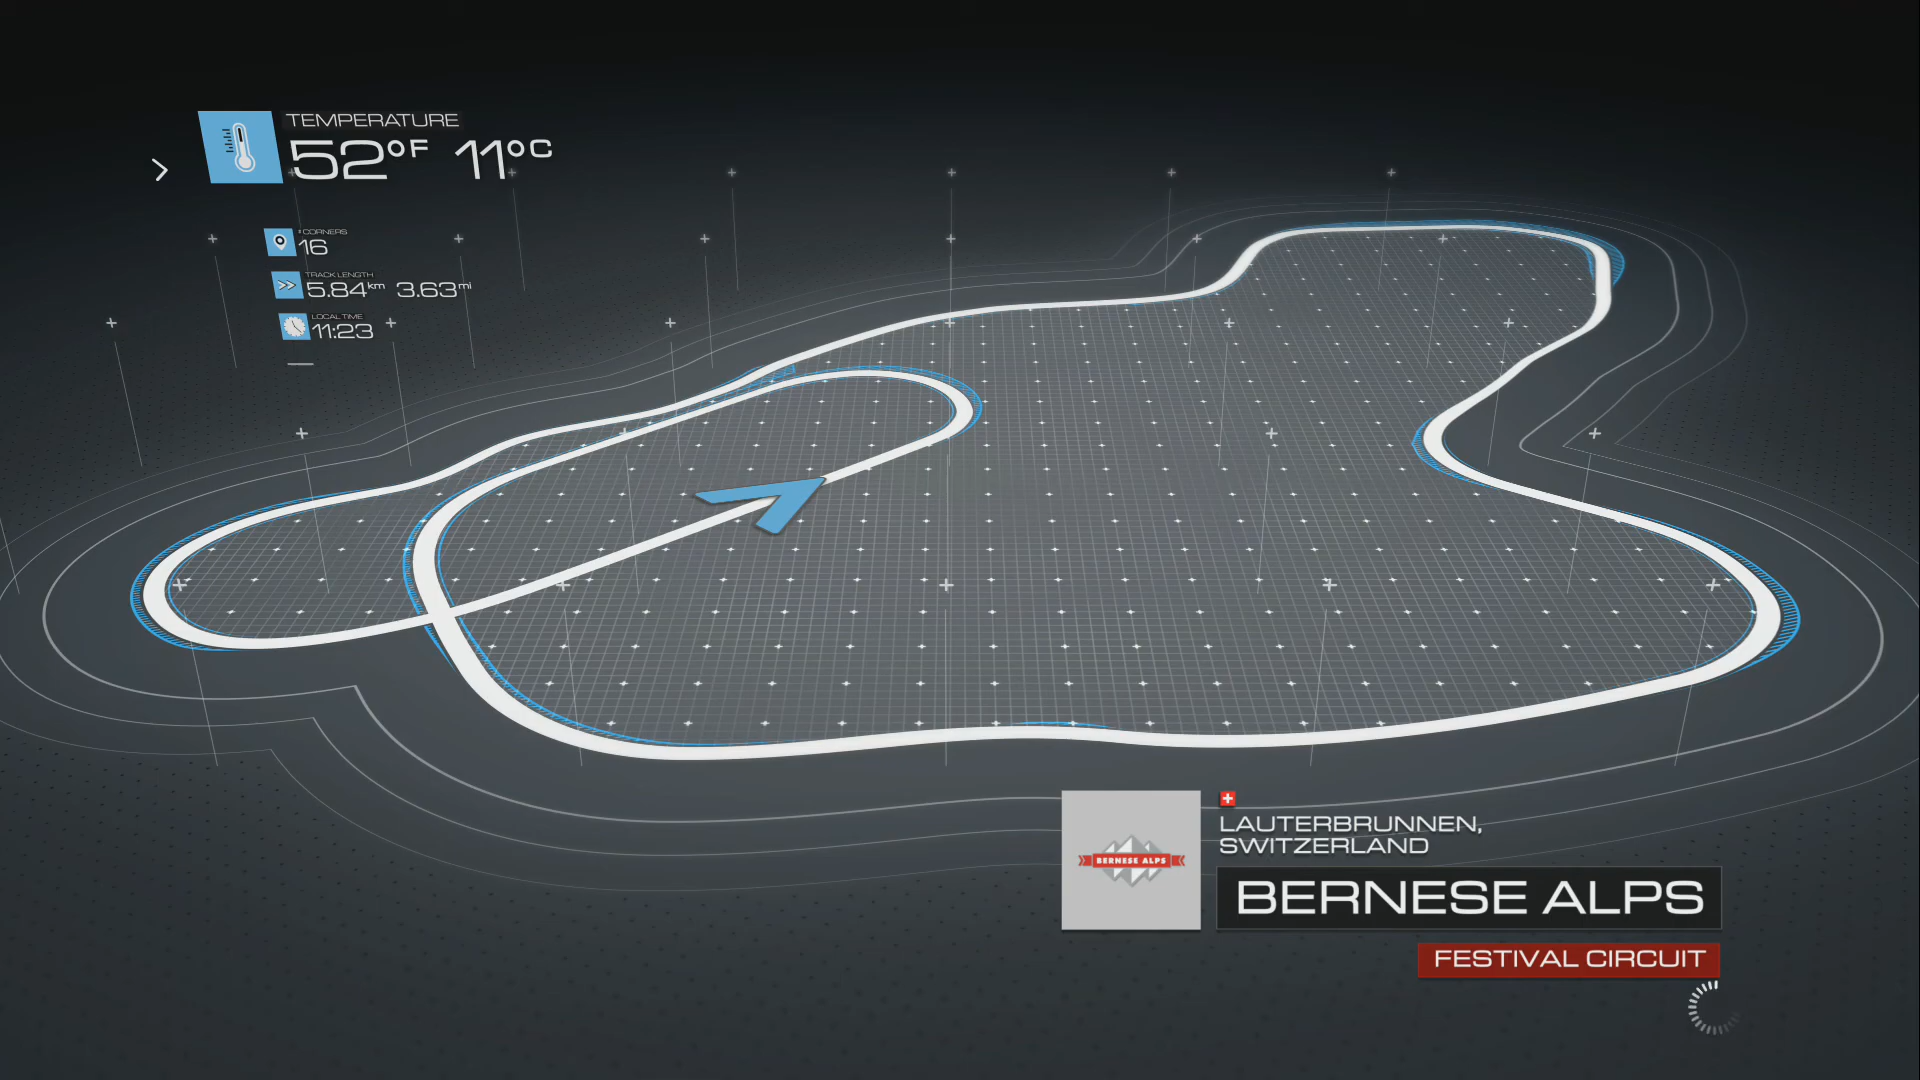 TEMPERATURE
52°F 11°C
# CORNERS
16
TRACK LENGTH
5.84km 3.63mi
LOCAL TIME
11:23
BERNESE ALPS
LAUTERBRUNNEN,
SWITZERLAND
BERNESE ALPS
FESTIVAL CIRCUIT